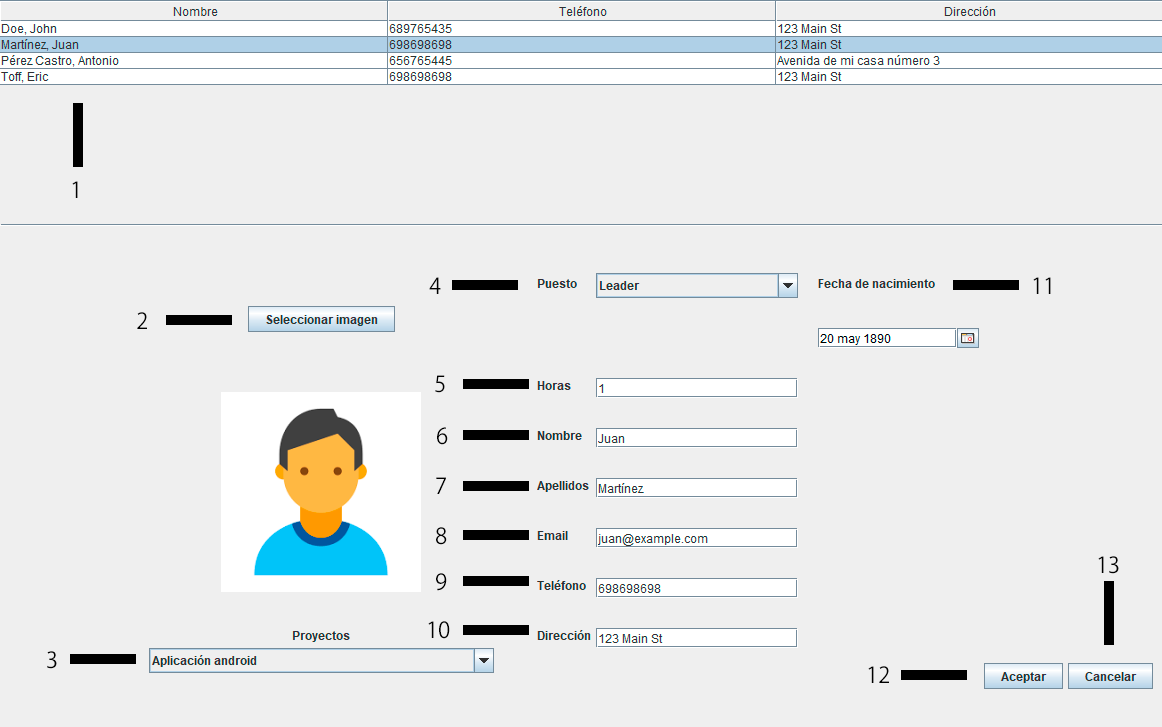 Nombre Teléfono Dirección
Doe, John 689765435 123 Main St
Martínez, Juan 698698698 123 Main St
Pérez Castro, Antonio 656765445 Avenida de mi casa número 3
Toff, Eric 698698698 123 Main St
1
4 Puesto Leader Fecha de nacimiento 11
2 Seleccionar imagen
20 may 1890
5 Horas 1
6 Nombre Juan
7 Apellidos Martínez
8 Email juan@example.com
13
9 Teléfono 698698698
10 Dirección 123 Main St
Proyectos
3 Aplicación android
12 Aceptar Cancelar